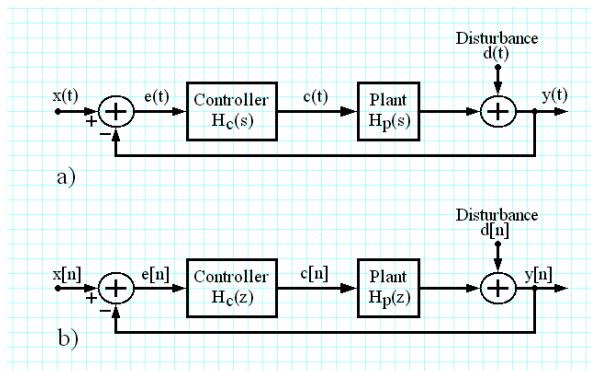 Disturbance
d(t)
x(t)
e(t)
Controller
Hc(s)
c(t)
Plant
Hp(s)
y(t)
+
+
−
+
a)
Disturbance
d[n]
x[n]
e[n]
Controller
Hc(z)
c[n]
Plant
Hp(z)
y[n]
+
+
−
+
b)